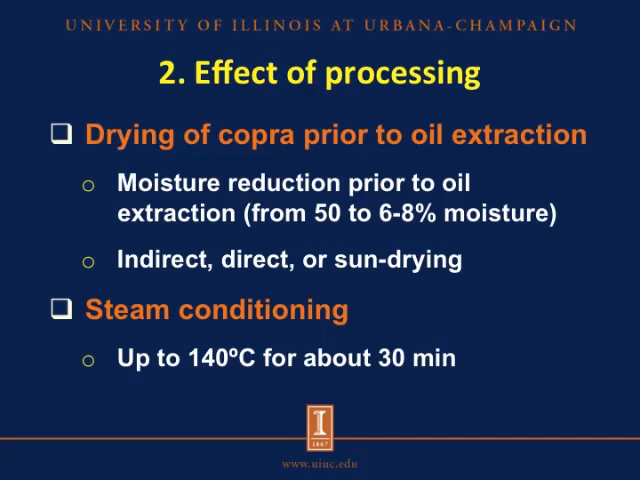 UNIVERSITY OF ILLINOIS AT URBANA-CHAMPAIGN
2. Effect of processing
Drying of copra prior to oil extraction
Moisture reduction prior to oil
extraction (from 50 to 6-8% moisture)
Indirect, direct, or sun-drying
Steam conditioning
Up to 140ºC for about 30 min
I
1867
www.uiuc.edu